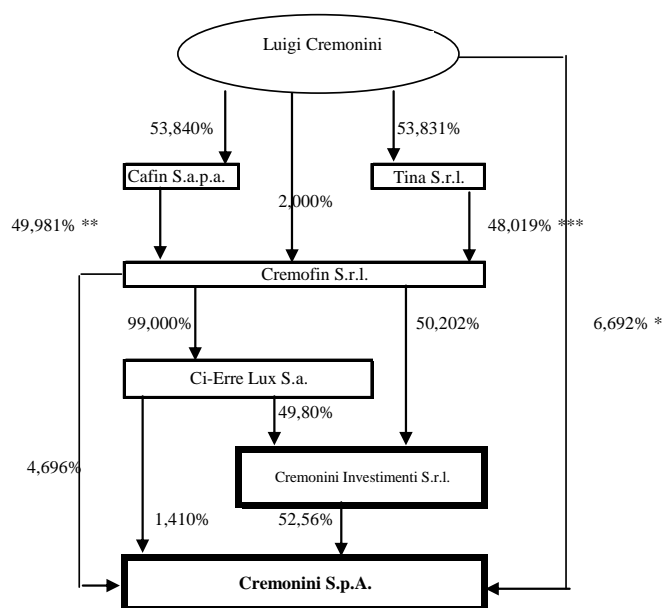 Luigi Cremonini
53,840%
53,831%
Cafin S.a.p.a.
Tina S.r.l.
49,981% **
2,000%
48,019% ***
Cremofin S.r.l.
99,000%
50,202%
6,692% *
Ci-Erre Lux S.a.
49,80%
4,696%
Cremonini Investimenti S.r.l.
1,410%
52,56%
Cremonini S.p.A.